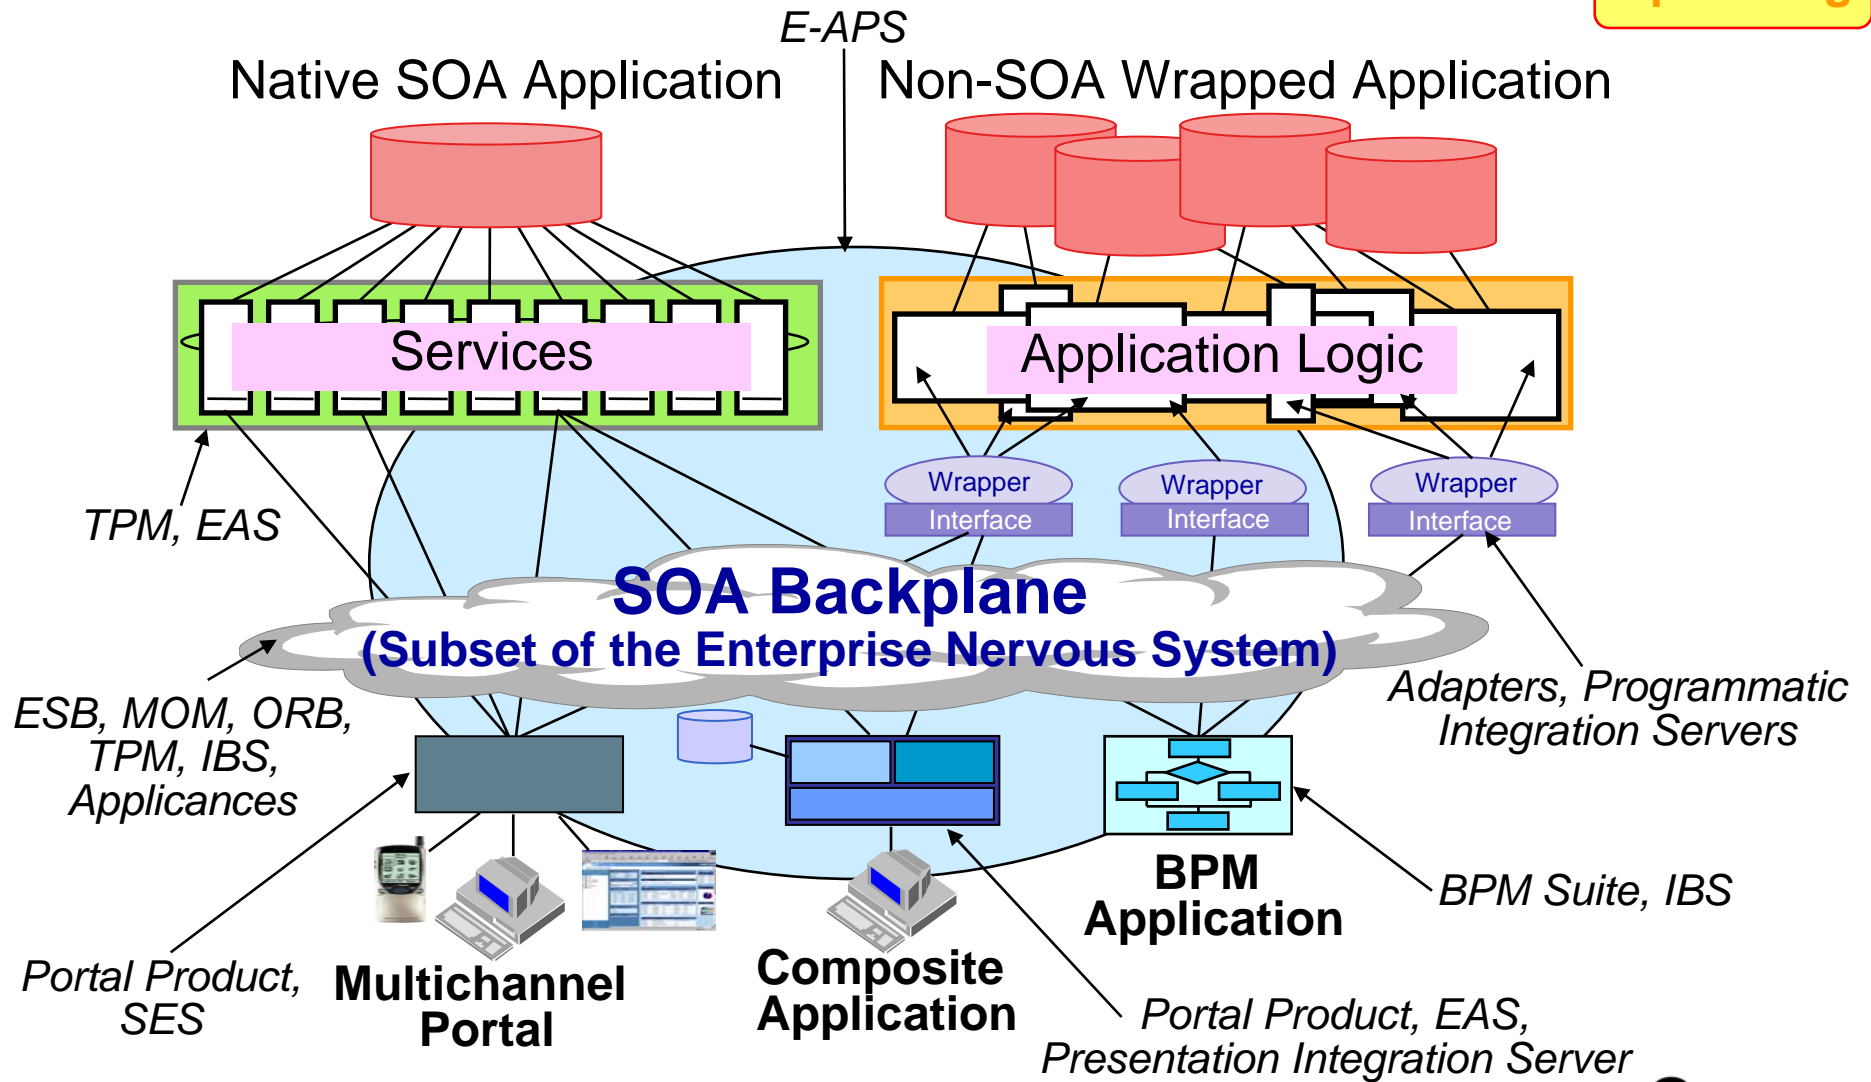 E-APS
Native SOA Application
Non-SOA Wrapped Application
Services
Application Logic
Wrapper
Interface
Wrapper
Interface
Wrapper
Interface
TPM, EAS
SOA Backplane
(Subset of the Enterprise Nervous System)
ESB, MOM, ORB,
TPM, IBS,
Applicances
Adapters, Programmatic
Integration Servers
BPM
Application
BPM Suite, IBS
Portal Product,
SES
Multichannel
Portal
Composite
Application
Portal Product, EAS,
Presentation Integration Server